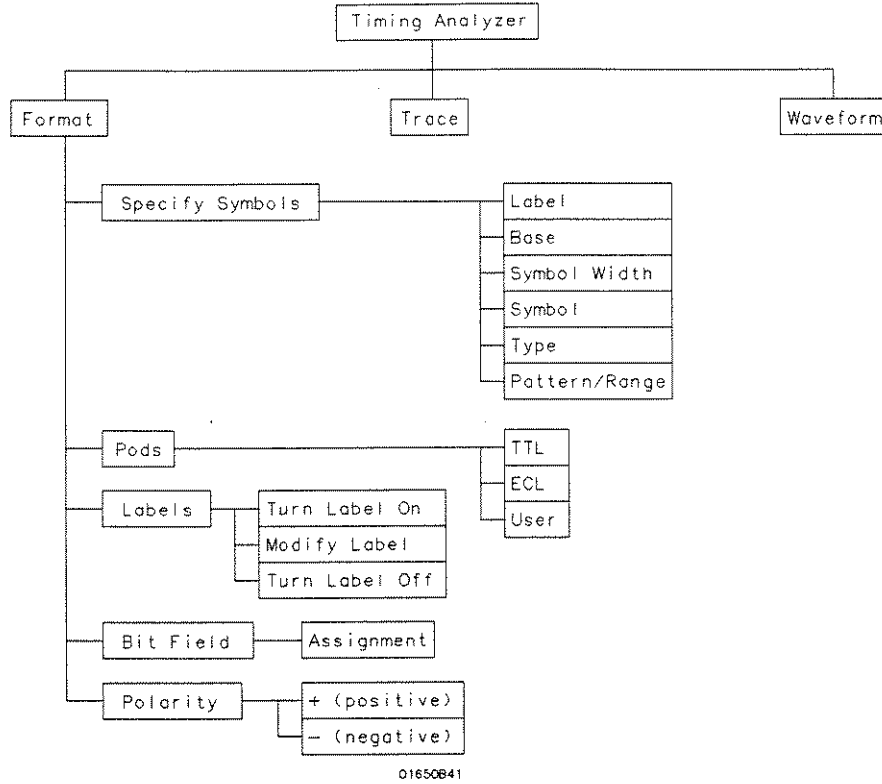 Timing Analyzer
Format
Trace
Waveform
Specify Symbols
Label
Base
Symbol Width
Symbol
Type
Pattern/Range
Pods
TTL
ECL
User
Labels
Turn Label On
Modify Label
Turn Label Off
Bit Field
Assignment
Polarity
+ (positive)
- (negative)
01650B41